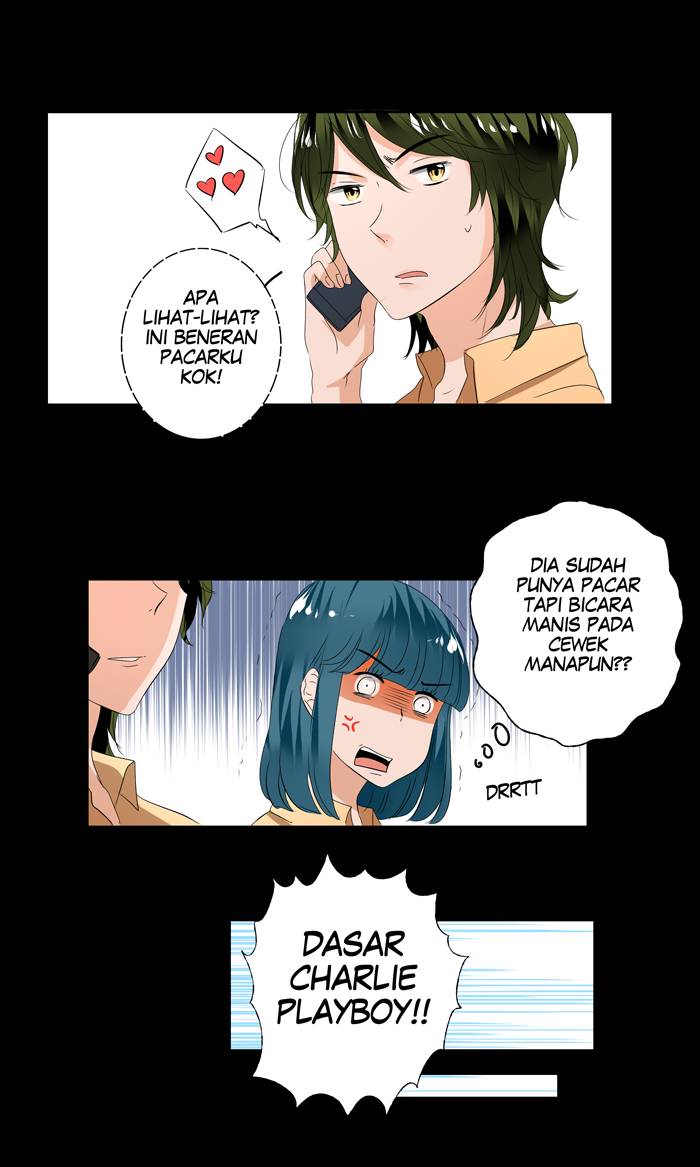 APA
LIHAT-LIHAT?
INI BENERAN
PACARKU
KOK!
DIA SUDAH
PUNYA PACAR
TAPI BICARA
MANIS PADA
CEWEK
MANAPUN??
DRRTT
DASAR
CHARLIE
PLAYBOY!!